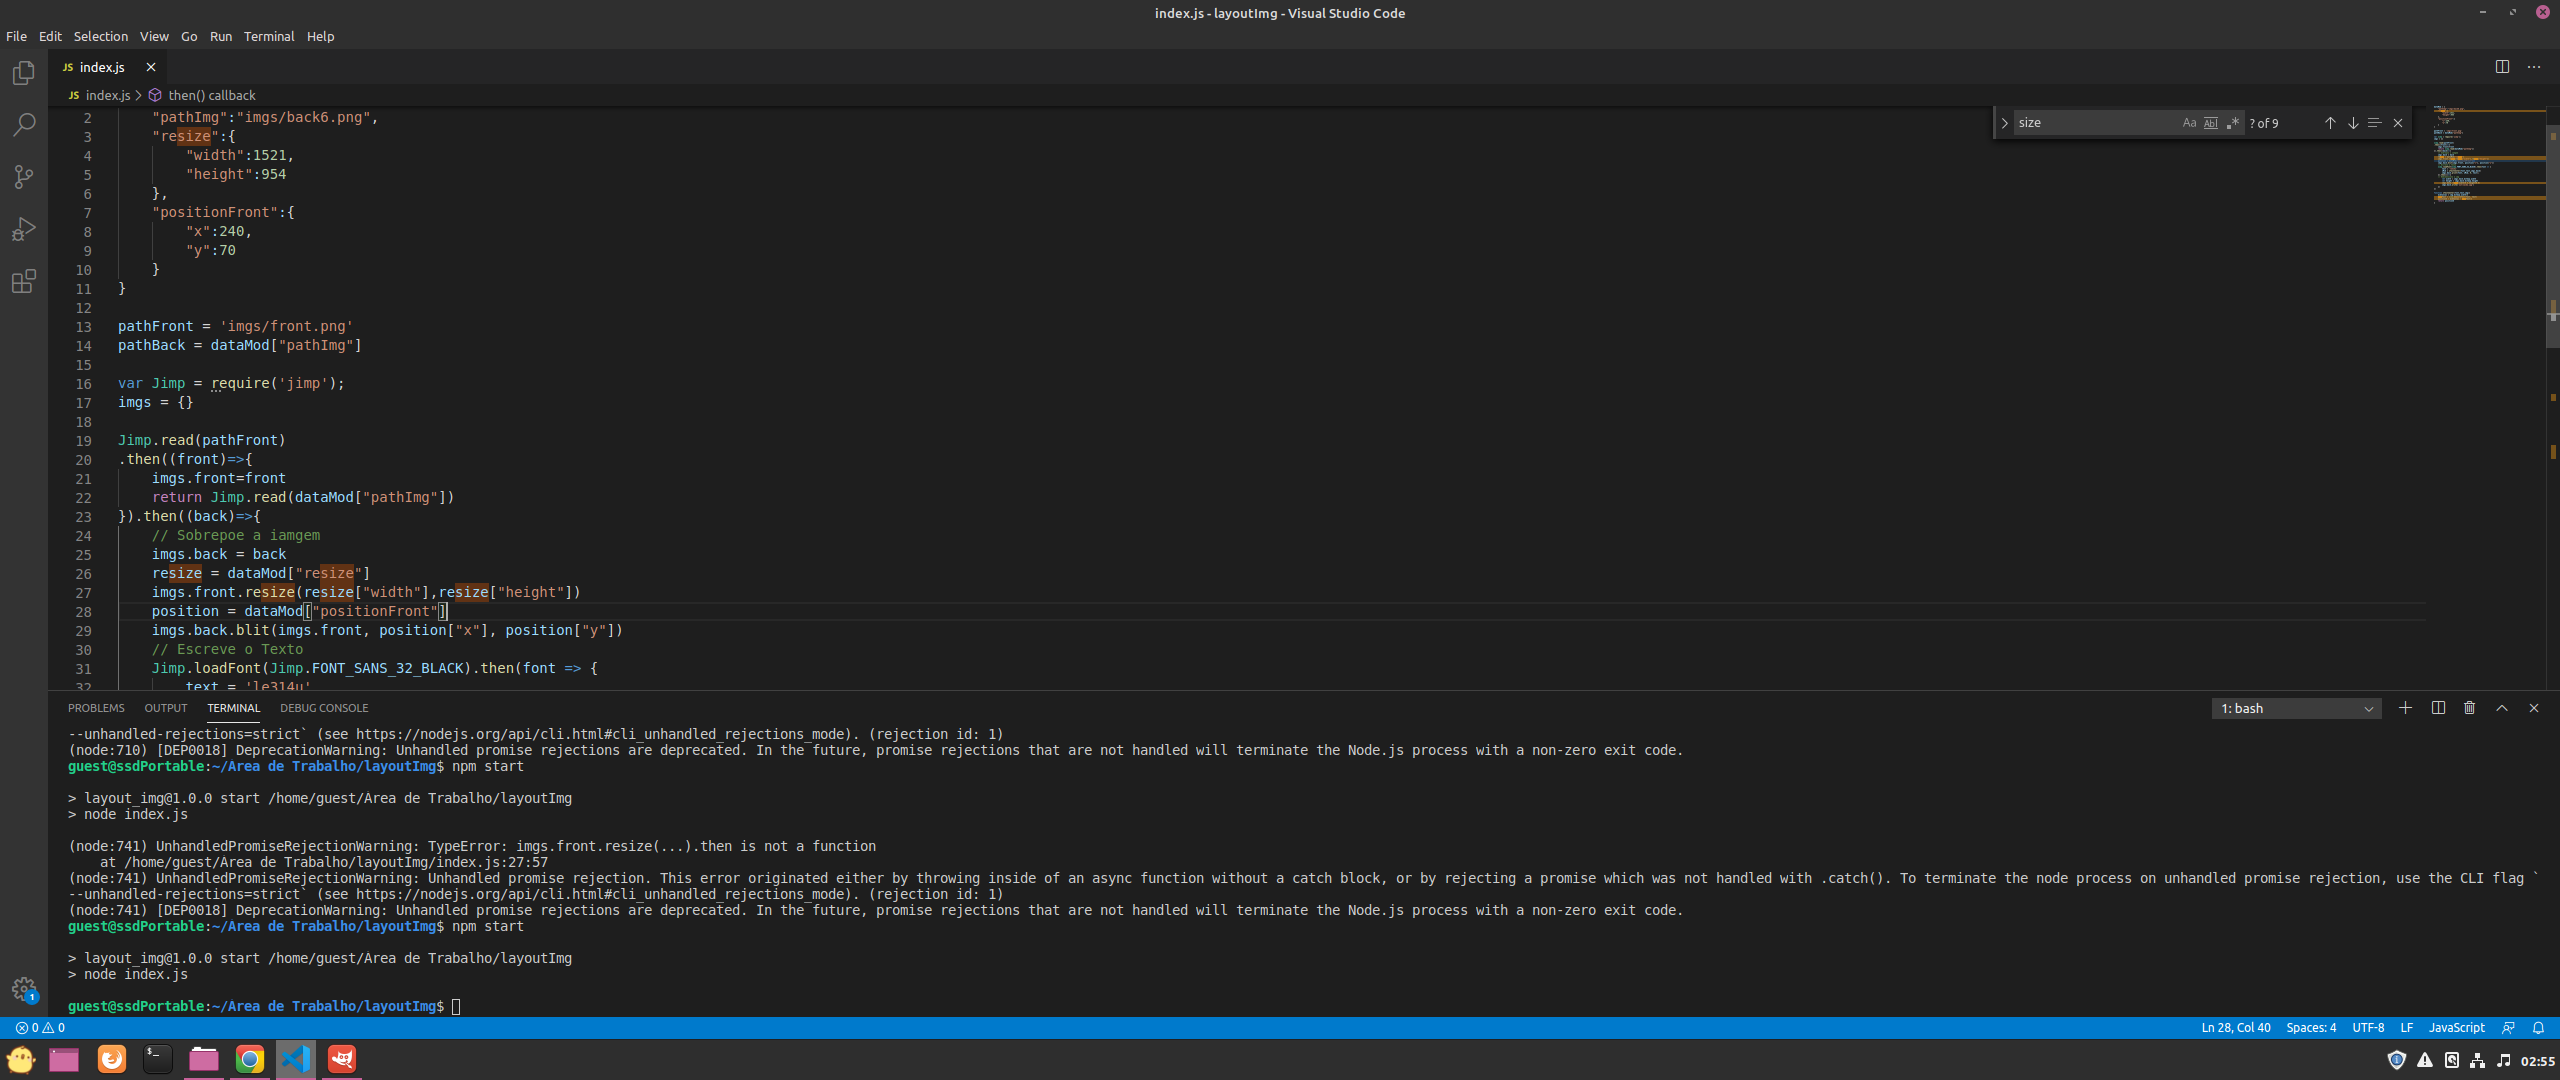 index.js - layoutImg - Visual Studio Code
File Edit Selection View Go Run Terminal Help
JS index.js
JS index.js > then() callback
size Aa Abl .* ? of 9
2 "pathImg":"imgs/back6.png",
3 "resize":{
4 "width":1521,
5 "height":954
6 },
7 "positionFront":{
8 "x":240,
9 "y":70
10 }
11 }
12
13 pathFront = 'imgs/front.png'
14 pathBack = dataMod["pathImg"]
15
16 var Jimp = require('jimp');
17 imgs = {}
18
19 Jimp.read(pathFront)
20 .then((front)=>{
21 imgs.front=front
22 return Jimp.read(dataMod["pathImg"])
23 }).then((back)=>{
24 // Sobrepoe a iamgem
25 imgs.back = back
26 resize = dataMod["resize"]
27 imgs.front.resize(resize["width"],resize["height"])
28 position = dataMod["positionFront"]
29 imgs.back.blit(imgs.front, position["x"], position["y"])
30 // Escreve o Texto
31 Jimp.loadFont(Jimp.FONT_SANS_32_BLACK).then(font => {
32 text = 'le314u'
PROBLEMS OUTPUT TERMINAL DEBUG CONSOLE 1: bash
--unhandled-rejections=strict` (see https://nodejs.org/api/cli.html#cli_unhandled_rejections_mode). (rejection id: 1)
(node:710) [DEP0018] DeprecationWarning: Unhandled promise rejections are deprecated. In the future, promise rejections that are not handled will terminate the Node.js process with a non-zero exit code.
guest@ssdPortable:~/Área de Trabalho/layoutImg$ npm start
> layout_img@1.0.0 start /home/guest/Área de Trabalho/layoutImg
> node index.js
(node:741) UnhandledPromiseRejectionWarning: TypeError: imgs.front.resize(...).then is not a function
at /home/guest/Área de Trabalho/layoutImg/index.js:27:57
(node:741) UnhandledPromiseRejectionWarning: Unhandled promise rejection. This error originated either by throwing inside of an async function without a catch block, or by rejecting a promise which was not handled with .catch(). To terminate the node process on unhandled promise rejection, use the CLI flag `
--unhandled-rejections=strict` (see https://nodejs.org/api/cli.html#cli_unhandled_rejections_mode). (rejection id: 1)
(node:741) [DEP0018] DeprecationWarning: Unhandled promise rejections are deprecated. In the future, promise rejections that are not handled will terminate the Node.js process with a non-zero exit code.
guest@ssdPortable:~/Área de Trabalho/layoutImg$ npm start
> layout_img@1.0.0 start /home/guest/Área de Trabalho/layoutImg
> node index.js
guest@ssdPortable:~/Área de Trabalho/layoutImg$
1
0 0 Ln 28, Col 40 Spaces: 4 UTF-8 LF JavaScript
02:55